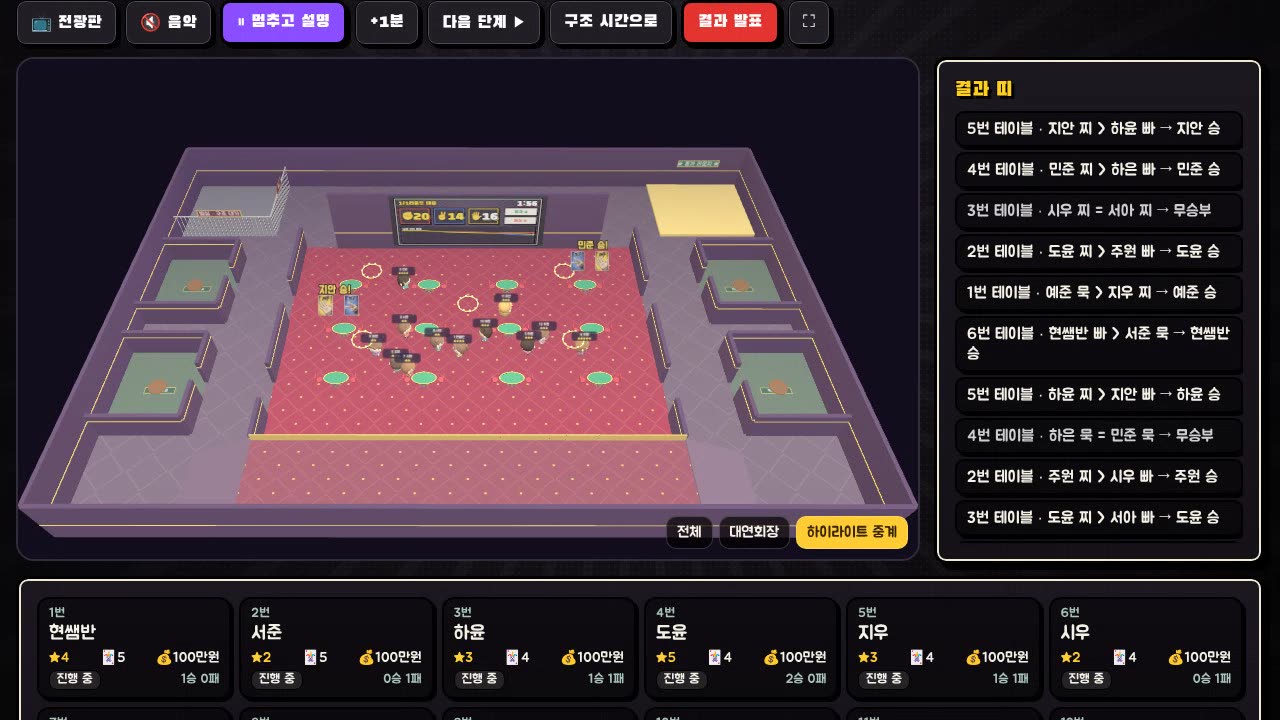 전광판
음악
멈추고 설명
+1분
다음 단계 ▶
구조 시간으로
결과 발표
결과 띠
5번 테이블 · 지안 찌 > 하윤 빠 → 지안 승
4번 테이블 · 민준 찌 > 하은 빠 → 민준 승
3번 테이블 · 시우 찌 = 서아 찌 → 무승부
2번 테이블 · 도윤 찌 > 주원 빠 → 도윤 승
1번 테이블 · 예준 묵 > 지우 찌 → 예준 승
6번 테이블 · 현쌤반 빠 > 서준 묵 → 현쌤반
승
5번 테이블 · 하윤 찌 > 지안 빠 → 하윤 승
4번 테이블 · 하은 묵 = 민준 묵 → 무승부
2번 테이블 · 주원 찌 > 시우 빠 → 주원 승
3번 테이블 · 도윤 찌 > 서아 빠 → 도윤 승
1:56
20 14 16
민준 승!
지안 승!
전체
대연회장
하이라이트 중계
1번
현쌤반
★4 5 100만원
진행 중 1승 0패
2번
서준
★2 5 100만원
진행 중 0승 1패
3번
하윤
★3 4 100만원
진행 중 1승 1패
4번
도윤
★5 4 100만원
진행 중 2승 0패
5번
지우
★3 4 100만원
진행 중 1승 1패
6번
시우
★2 4 100만원
진행 중 0승 1패